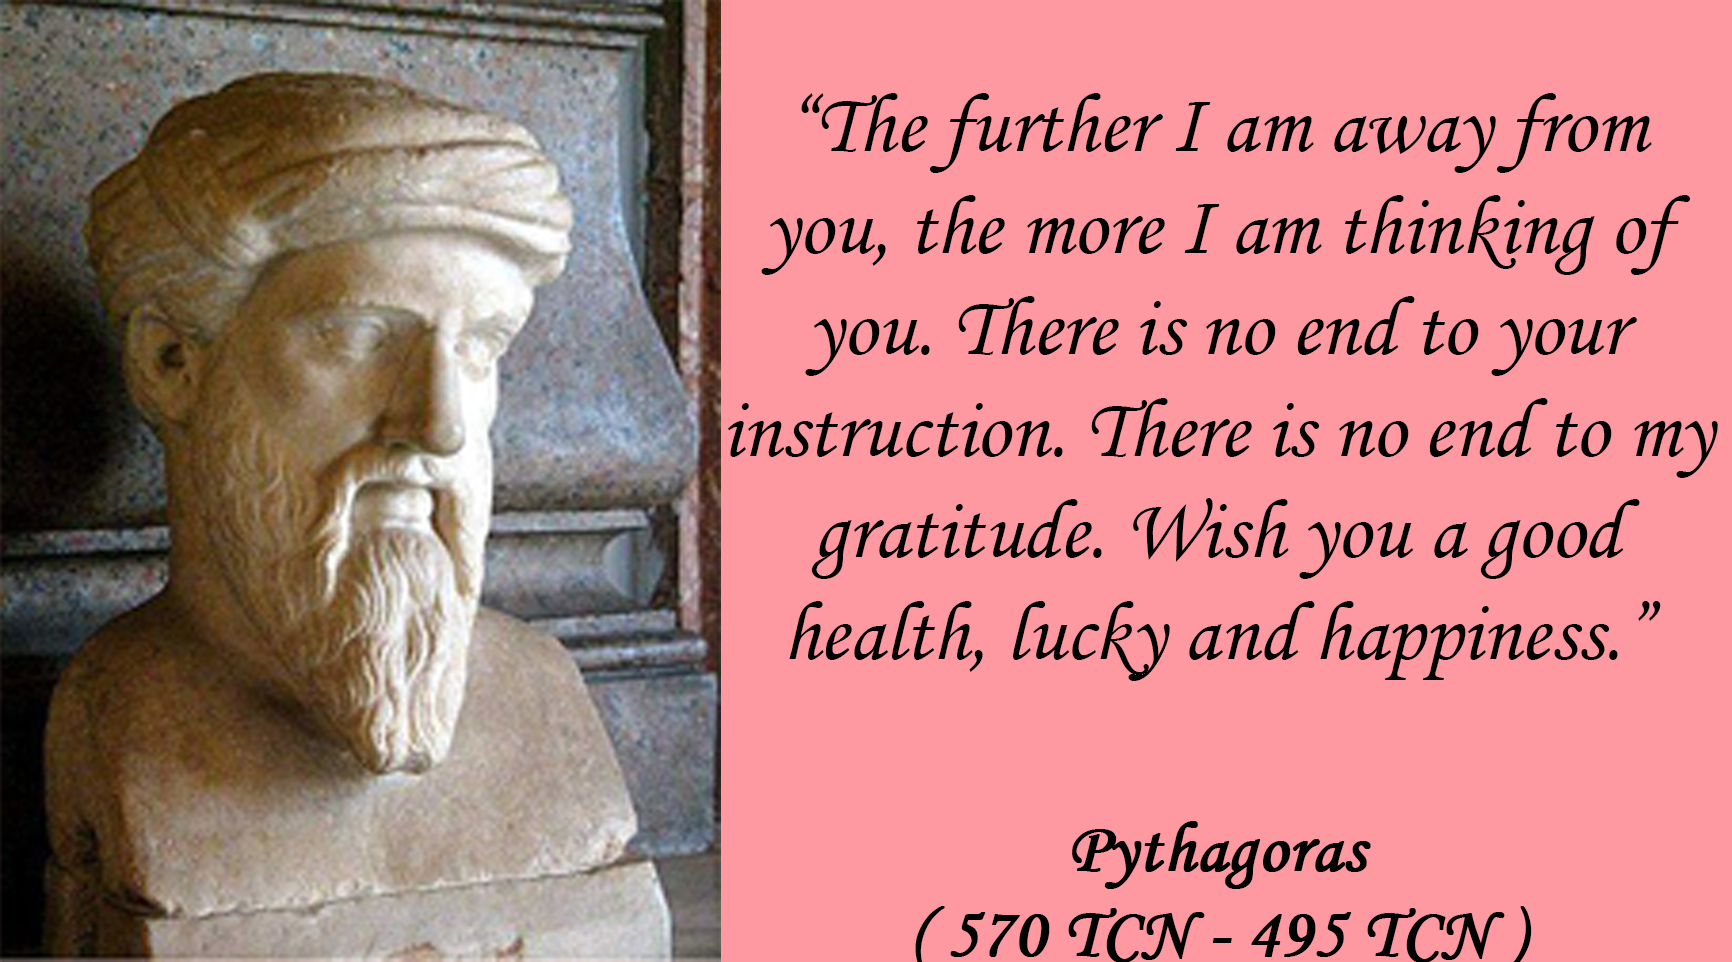 “The further I am away from
you, the more I am thinking of
you. There is no end to your
instruction. There is no end to my
gratitude. Wish you a good
health, lucky and happiness.”
Pythagoras
( 570 TCN - 495 TCN )